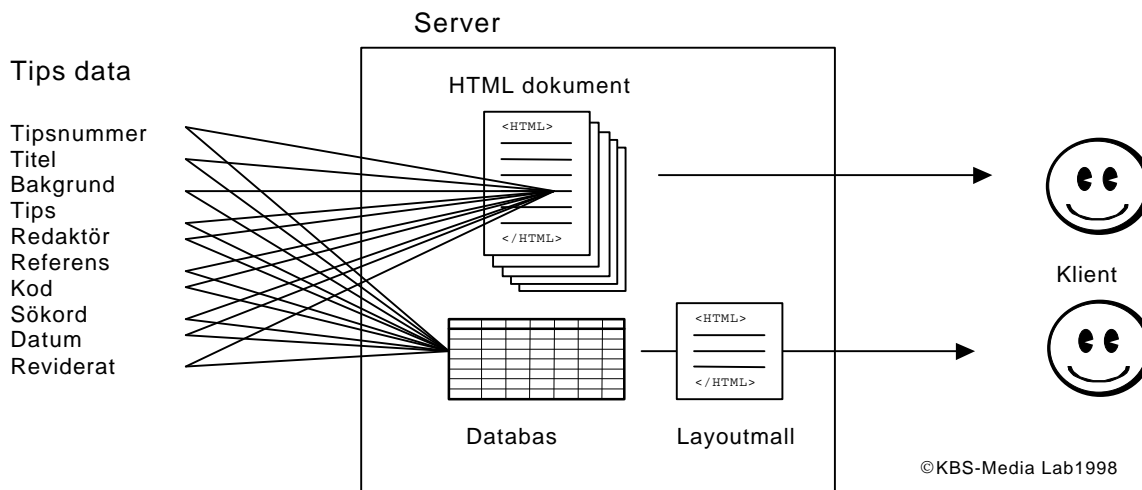 Server
Tips data
HTML dokument
Tipsnummer
Titel
Bakgrund
Tips
Redaktör
Referens
Kod
Sökord
Datum
Reviderat
<HTML>
</HTML>
Klient
<HTML>
</HTML>
Databas
Layoutmall
©KBS-Media Lab1998